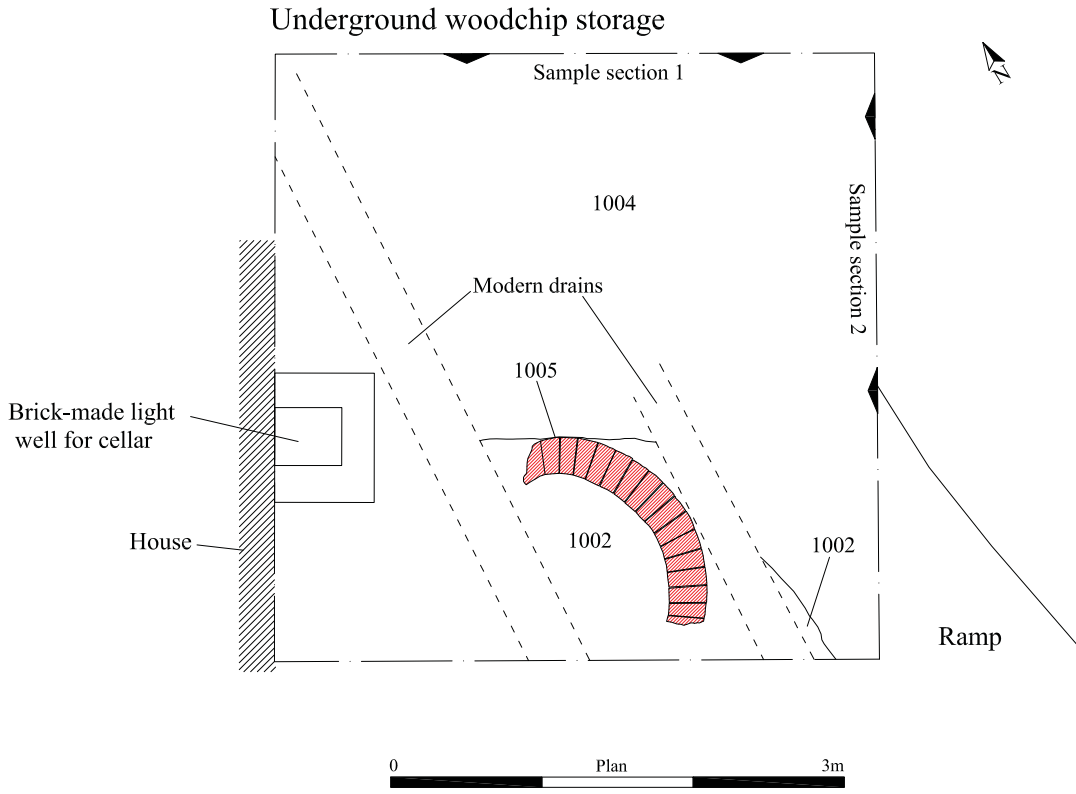 Underground woodchip storage
Sample section 1
N
1004
Sample section 2
Modern drains
1005
Brick-made light
well for cellar
1002
1002
House
Ramp
0
Plan
3m